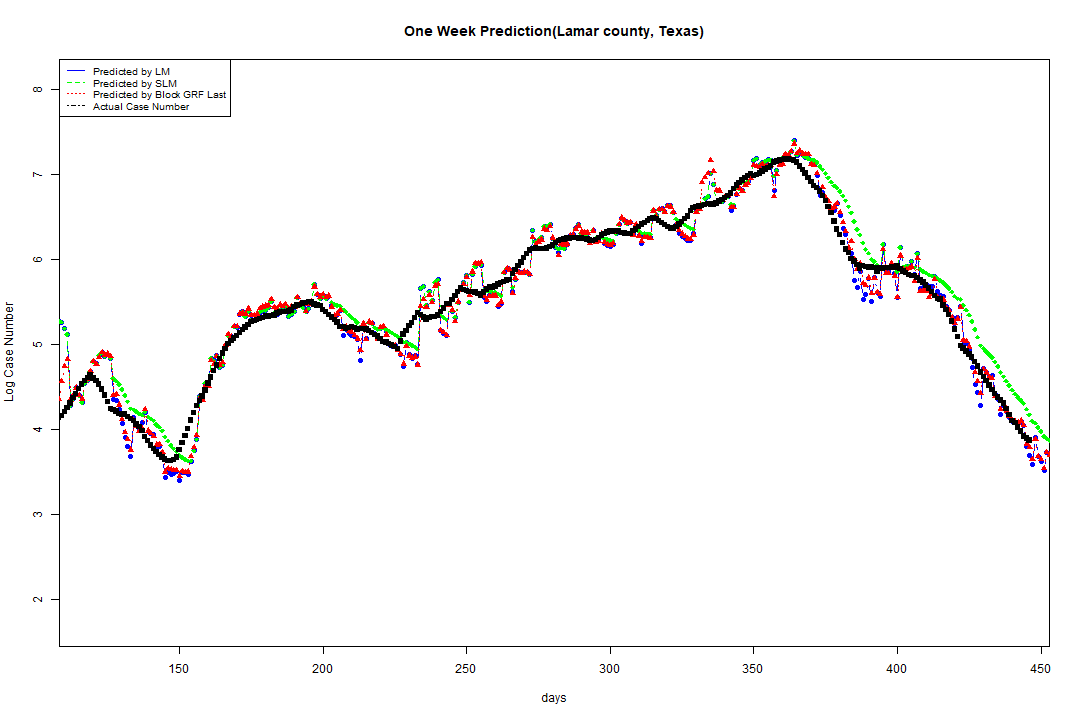 One Week Prediction(Lamar county, Texas)
Predicted by LM
Predicted by SLM
Predicted by Block GRF Last
Actual Case Number
8
7
6
5
4
3
2
Log Case Number
150 200 250 300 350 400 450
days